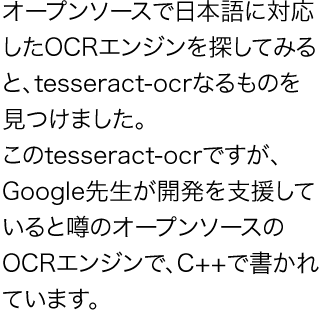 オープンソースで日本語に対応
したOCRエンジンを探してみる
と、tesseract-ocrなるものを
見つけました。
このtesseract-ocrですが、
Google先生が開発を支援して
いると噂のオープンソースの
OCRエンジンで、C++で書かれ
ています。